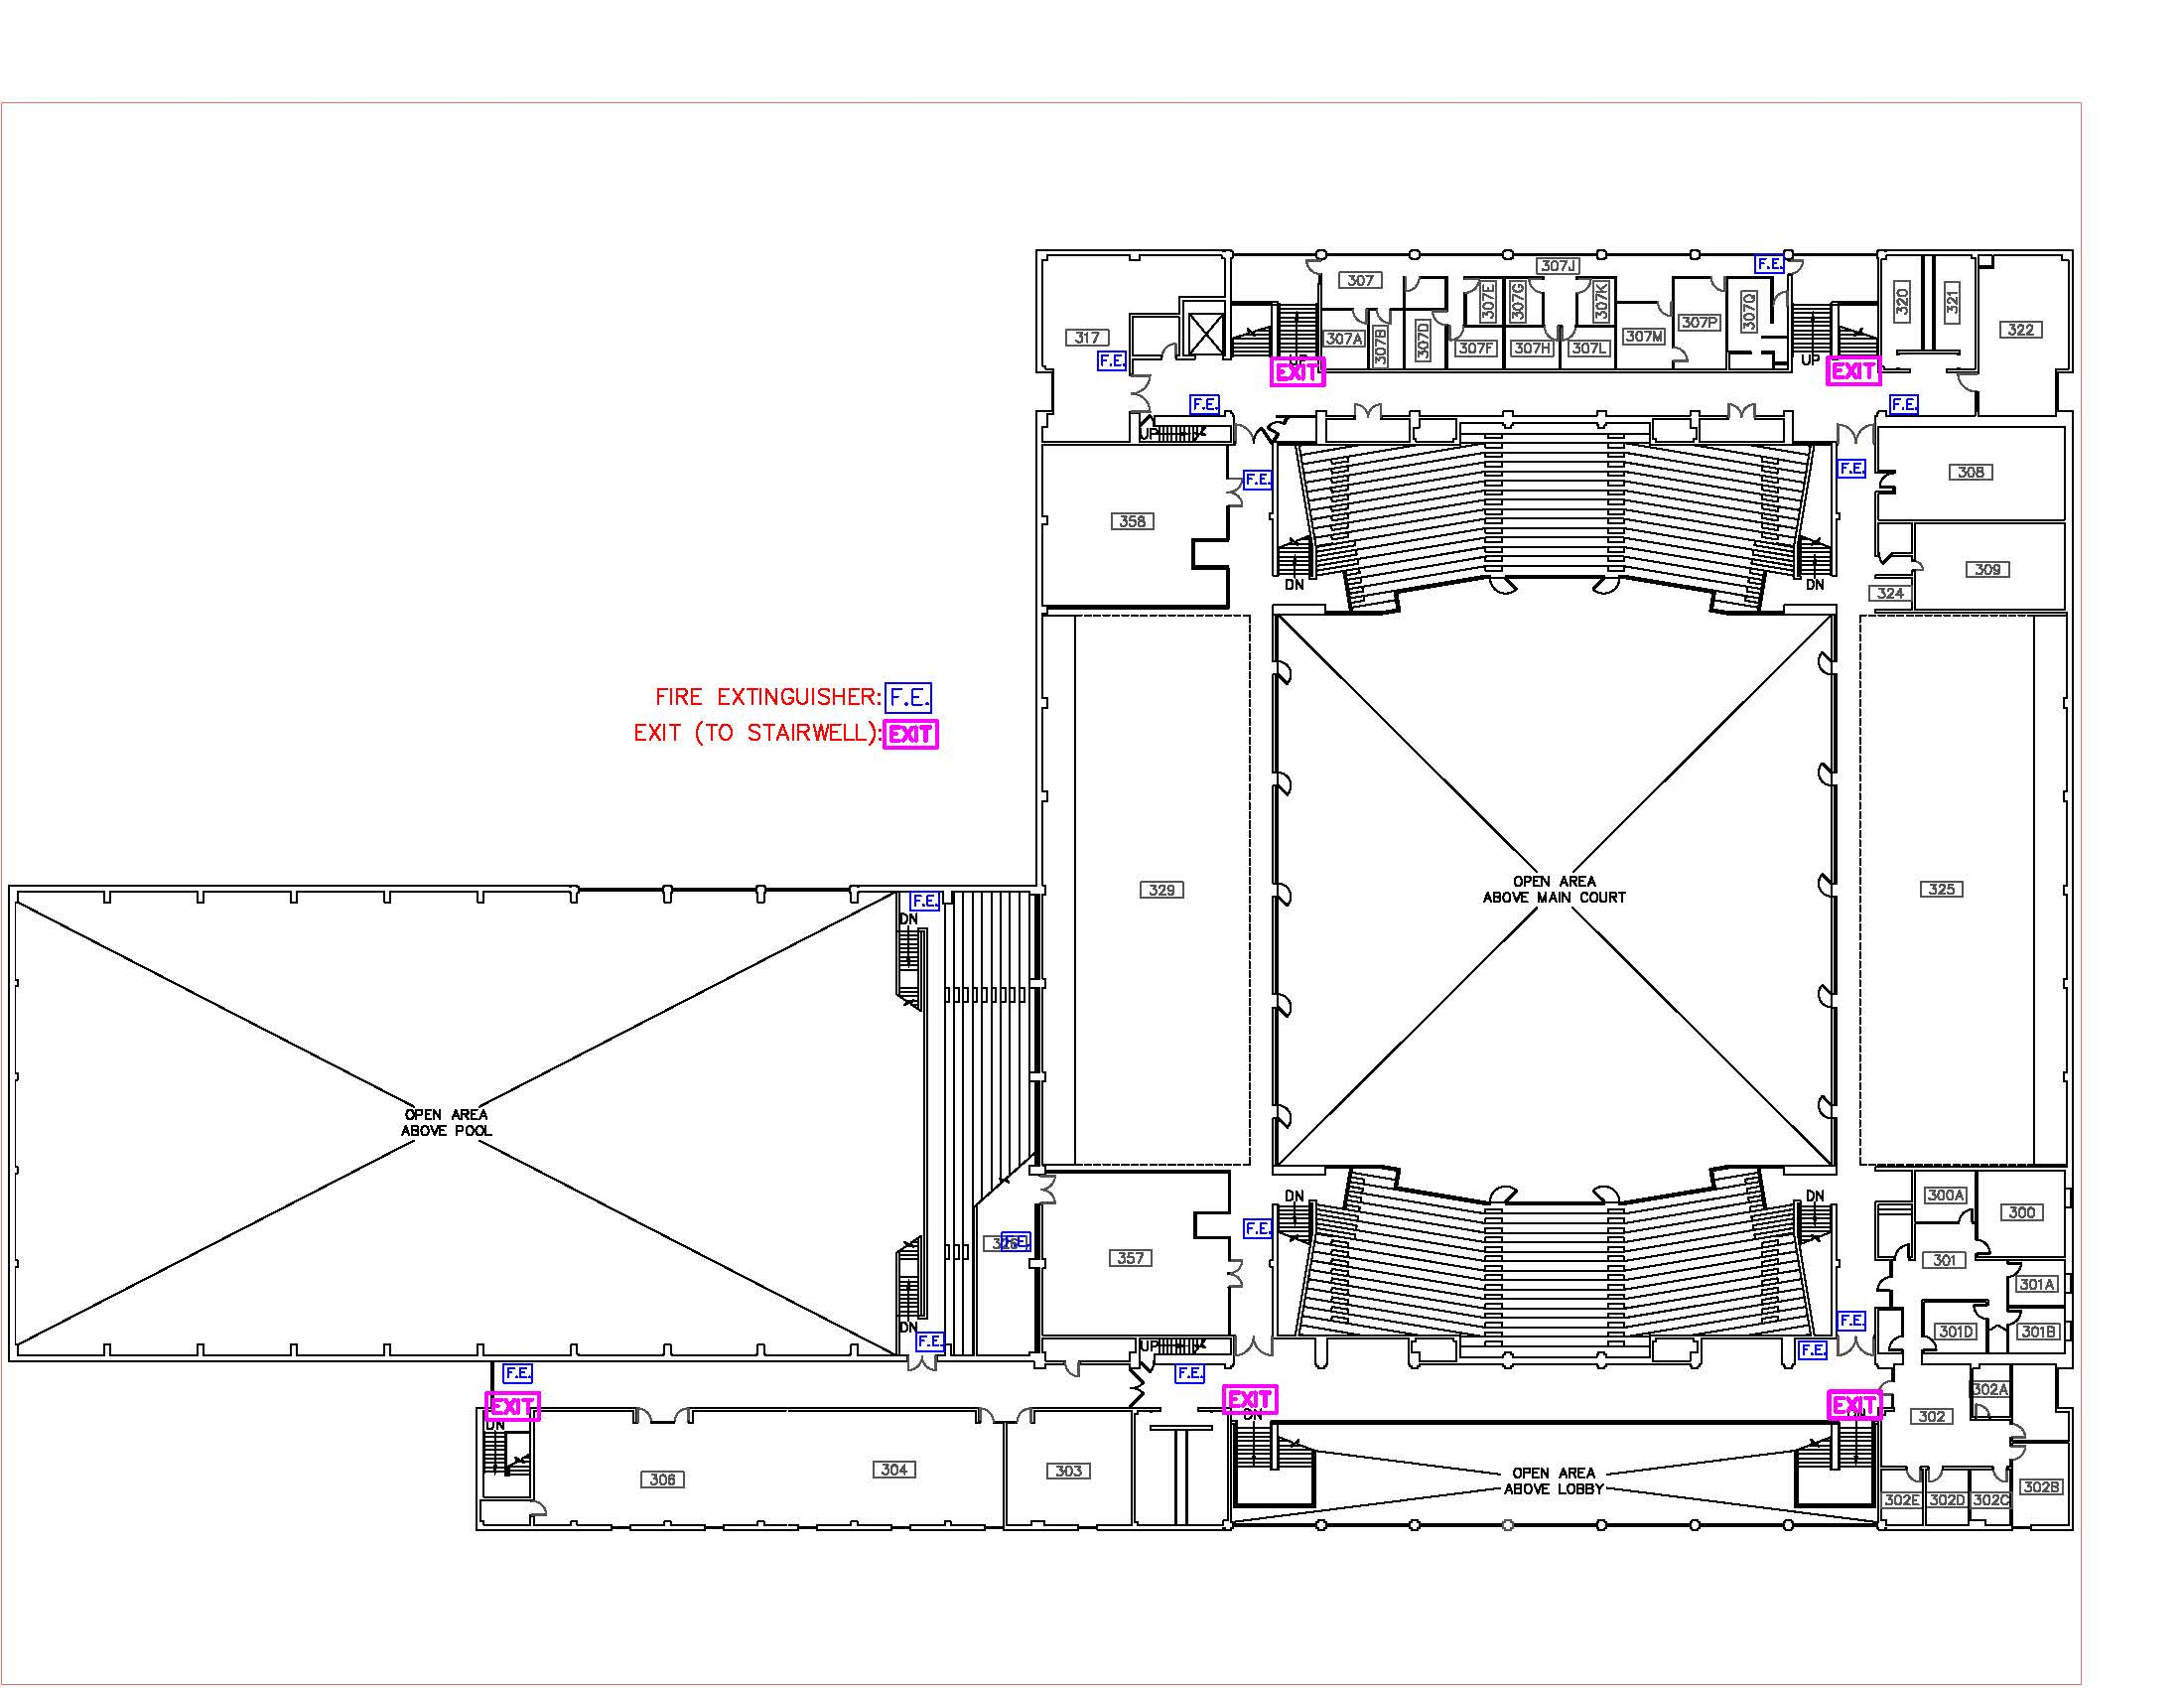 F.E.
307J
307
320
321
322
307E
307G
307K
307Q
307P
317
307A
307B
307D
307F
307H
307L
307M
F.E.
UP
UP
EXIT
EXIT
F.E.
F.E.
UP
F.E.
F.E.
308
358
309
DN
DN
324
FIRE EXTINGUISHER: F.E.
EXIT (TO STAIRWELL): EXIT
329
OPEN AREA
ABOVE MAIN COURT
325
F.E.
DN
OPEN AREA
ABOVE POOL
DN
DN
300A
300
F.E.
F.E.
357
301
301A
DN
F.E.
F.E.
F.E.
301D
301B
UP
F.E.
F.E.
EXIT
EXIT
EXIT
302A
DN
DN
DN
302
306
304
303
OPEN AREA
ABOVE LOBBY
302B
302E
302D
302C